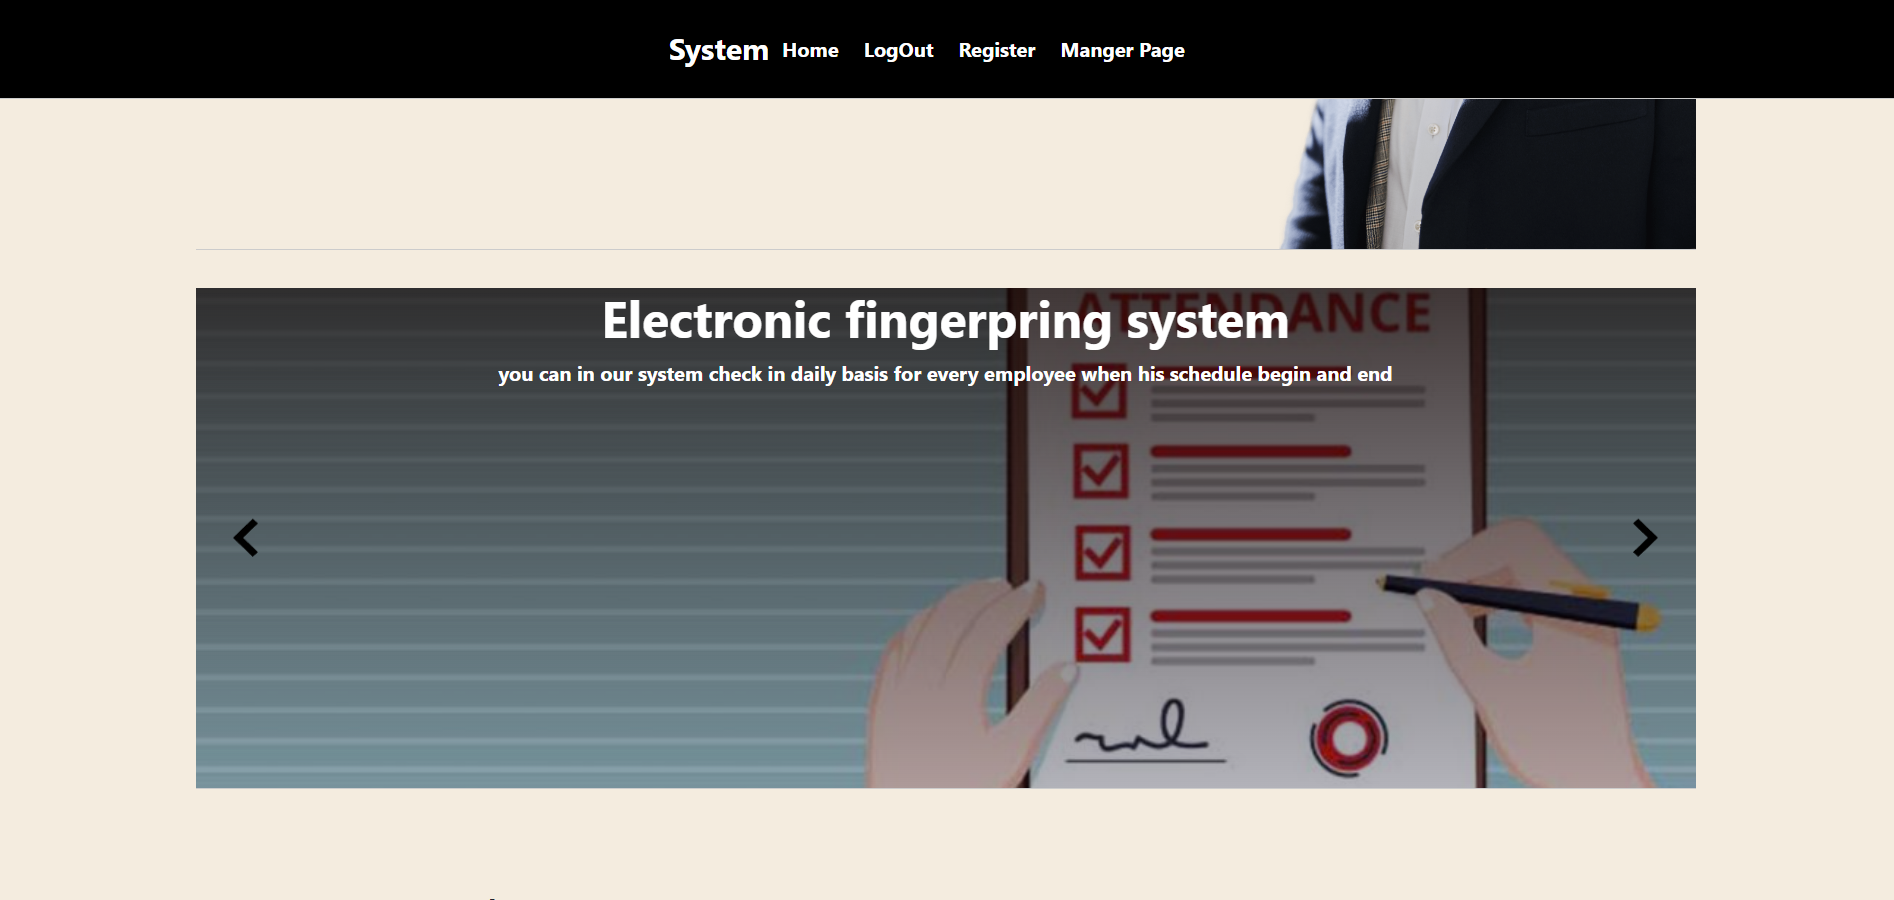 System Home LogOut Register Manger Page
ATTENDANCE
Electronic fingerpring system
you can in our system check in daily basis for every employee when his schedule begin and end